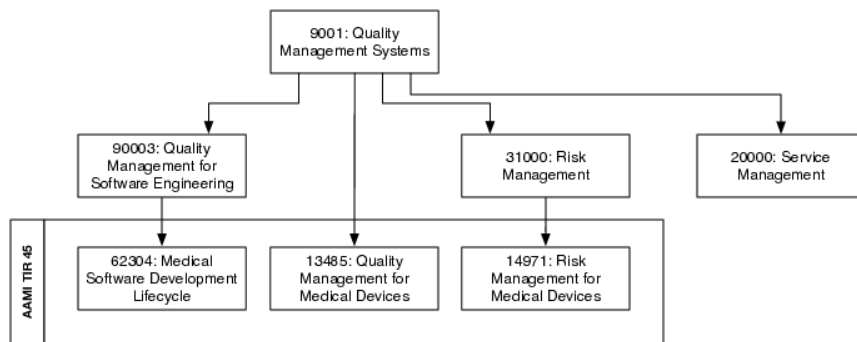 9001: Quality
Management Systems
90003: Quality
Management for
Software Engineering
31000: Risk
Management
20000: Service
Management
AAMI TIR 45
62304: Medical
Software Development
Lifecycle
13485: Quality
Management for
Medical Devices
14971: Risk
Management for
Medical Devices